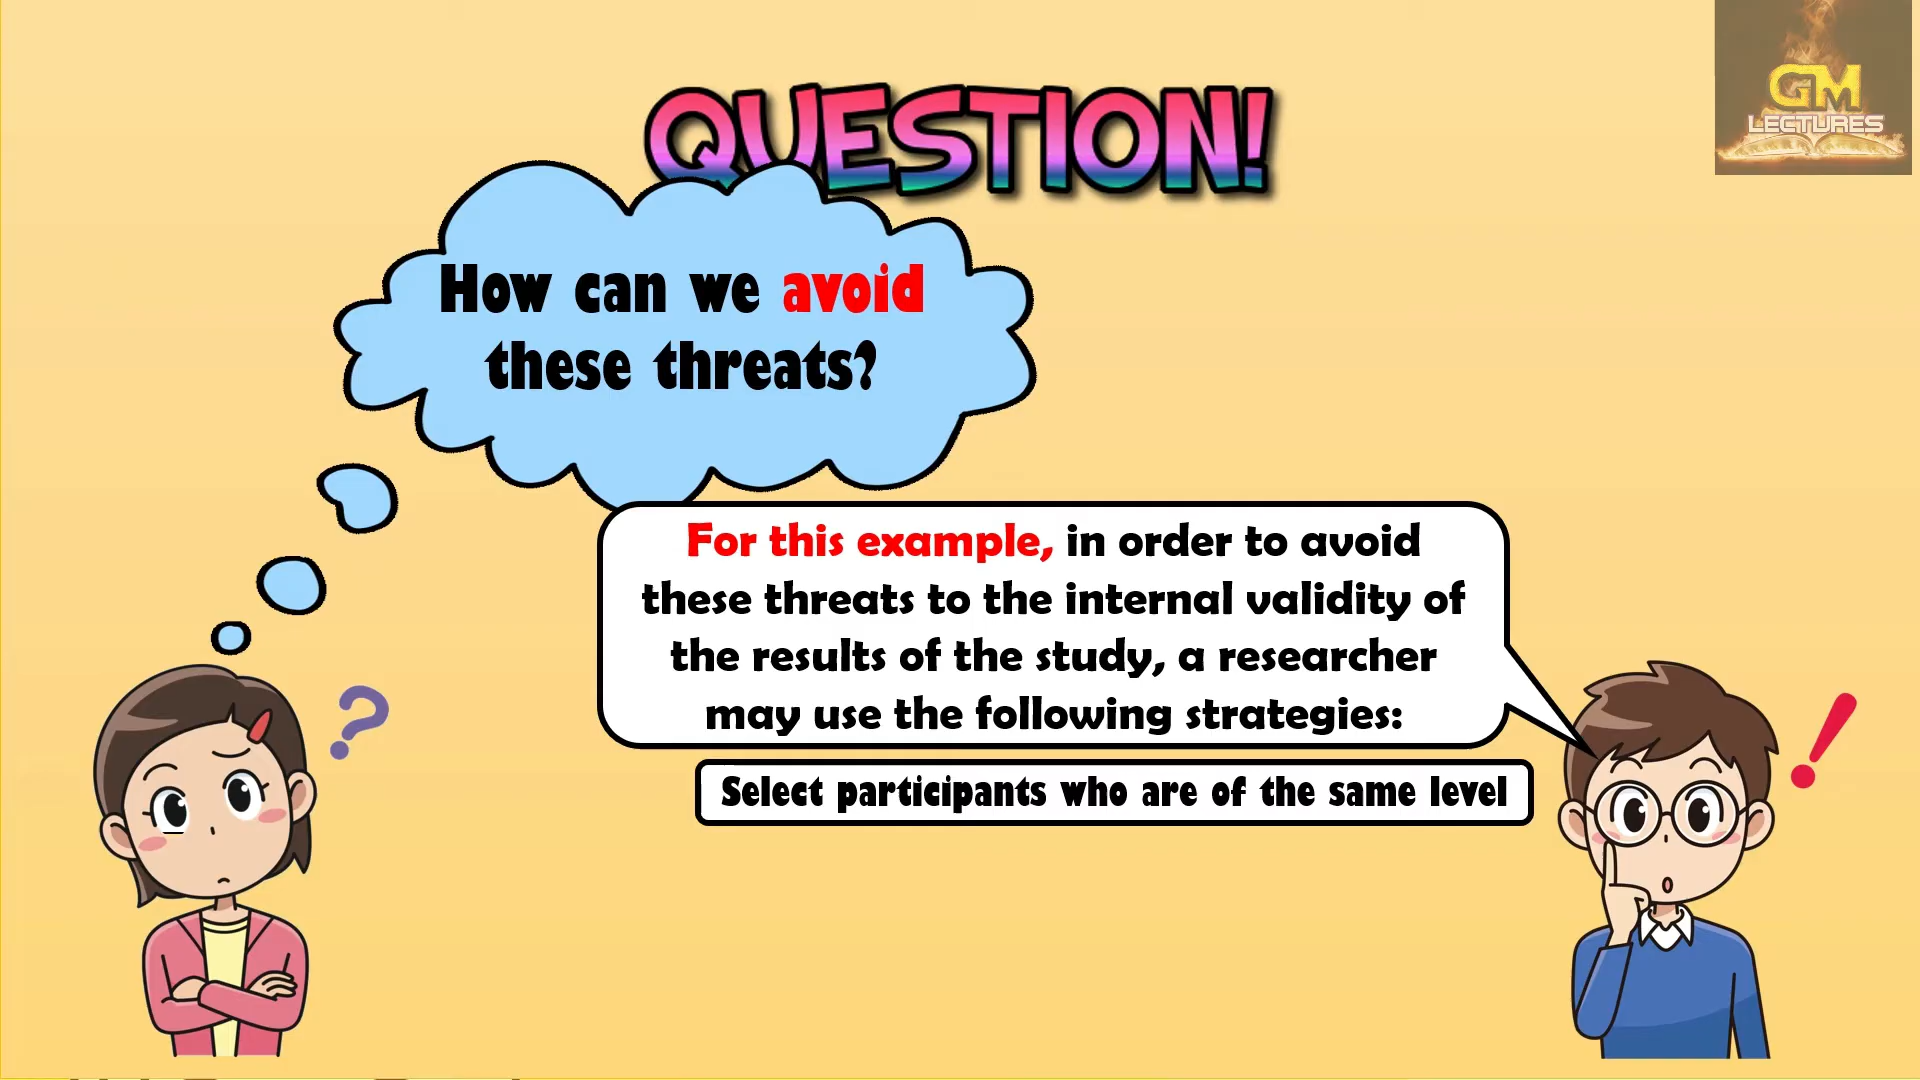 GM
LECTURES
QUESTION!
How can we avoid
these threats?
?
For this example, in order to avoid
these threats to the internal validity of
the results of the study, a researcher
may use the following strategies:
!
Select participants who are of the same level